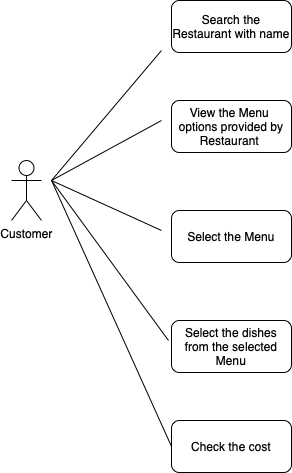 Search the
Restaurant with name
View the Menu
options provided by
Restaurant
Customer
Select the Menu
Select the dishes
from the selected
Menu
Check the cost